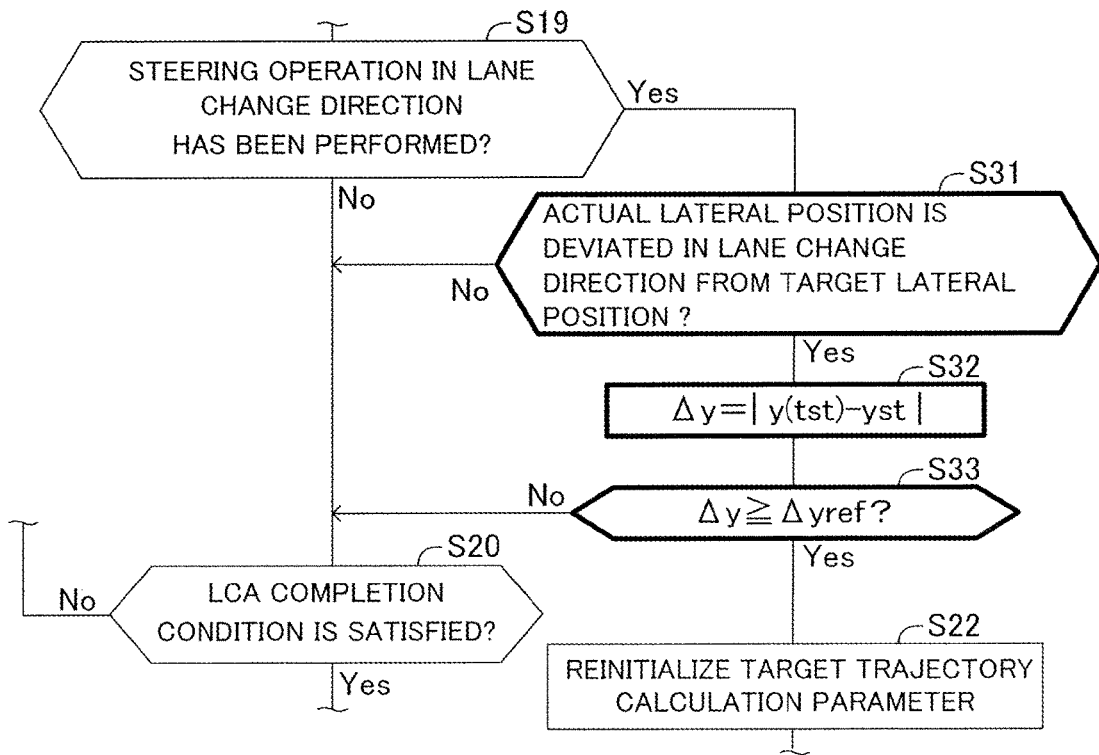 S19
STEERING OPERATION IN LANE
CHANGE DIRECTION
HAS BEEN PERFORMED?
Yes
No
S31
ACTUAL LATERAL POSITION IS
DEVIATED IN LANE CHANGE
DIRECTION FROM TARGET LATERAL
POSITION ?
No
Yes
S32
Δy=|y(tst)-yst|
S33
Δy≧Δyref?
No
Yes
S20
LCA COMPLETION
CONDITION IS SATISFIED?
No
Yes
S22
REINITIALIZE TARGET TRAJECTORY
CALCULATION PARAMETER